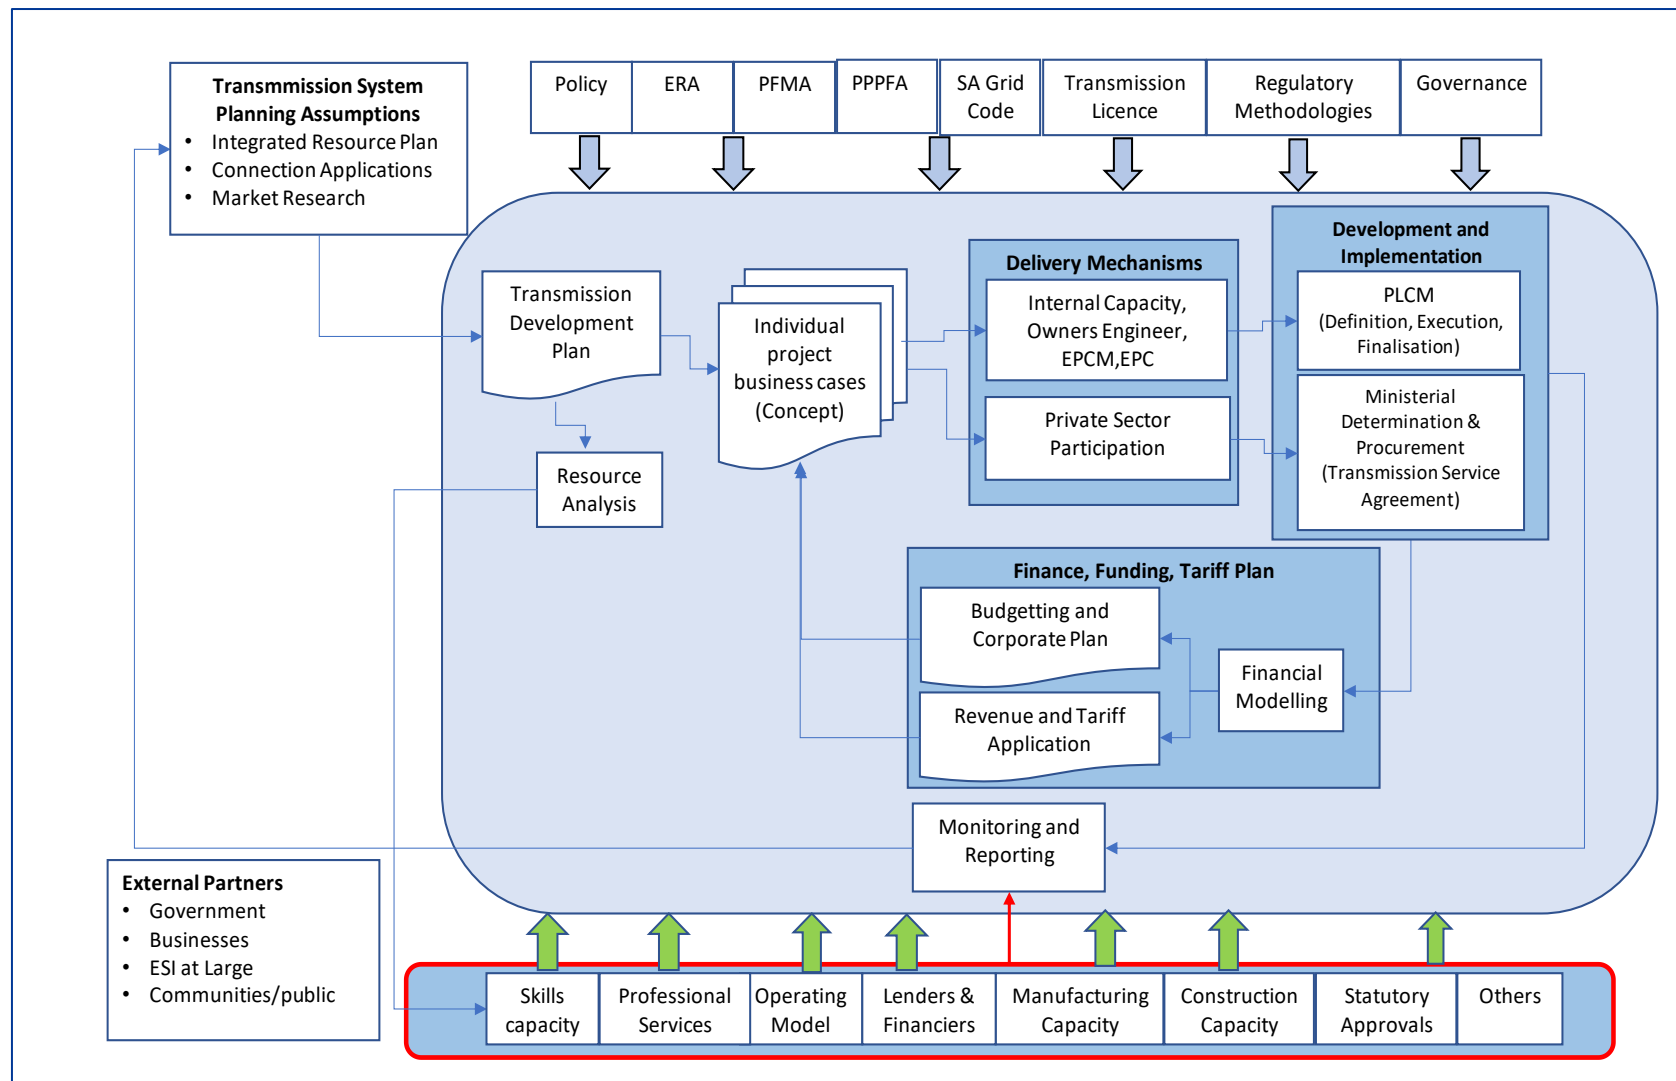 Transmmission System
Planning Assumptions
• Integrated Resource Plan
• Connection Applications
• Market Research
Policy
ERA
PFMA
PPPFA
SA Grid
Code
Transmission
Licence
Regulatory
Methodologies
Governance
Transmission
Development
Plan
Resource
Analysis
Individual
project
business cases
(Concept)
Delivery Mechanisms
Internal Capacity,
Owners Engineer,
EPCM,EPC
Private Sector
Participation
Development and
Implementation
PLCM
(Definition, Execution,
Finalisation)
Ministerial
Determination &
Procurement
(Transmission Service
Agreement)
Finance, Funding, Tariff Plan
Budgetting and
Corporate Plan
Revenue and Tariff
Application
Financial
Modelling
Monitoring and
Reporting
External Partners
• Government
• Businesses
• ESI at Large
• Communities/public
Skills
capacity
Professional
Services
Operating
Model
Lenders &
Financiers
Manufacturing
Capacity
Construction
Capacity
Statutory
Approvals
Others